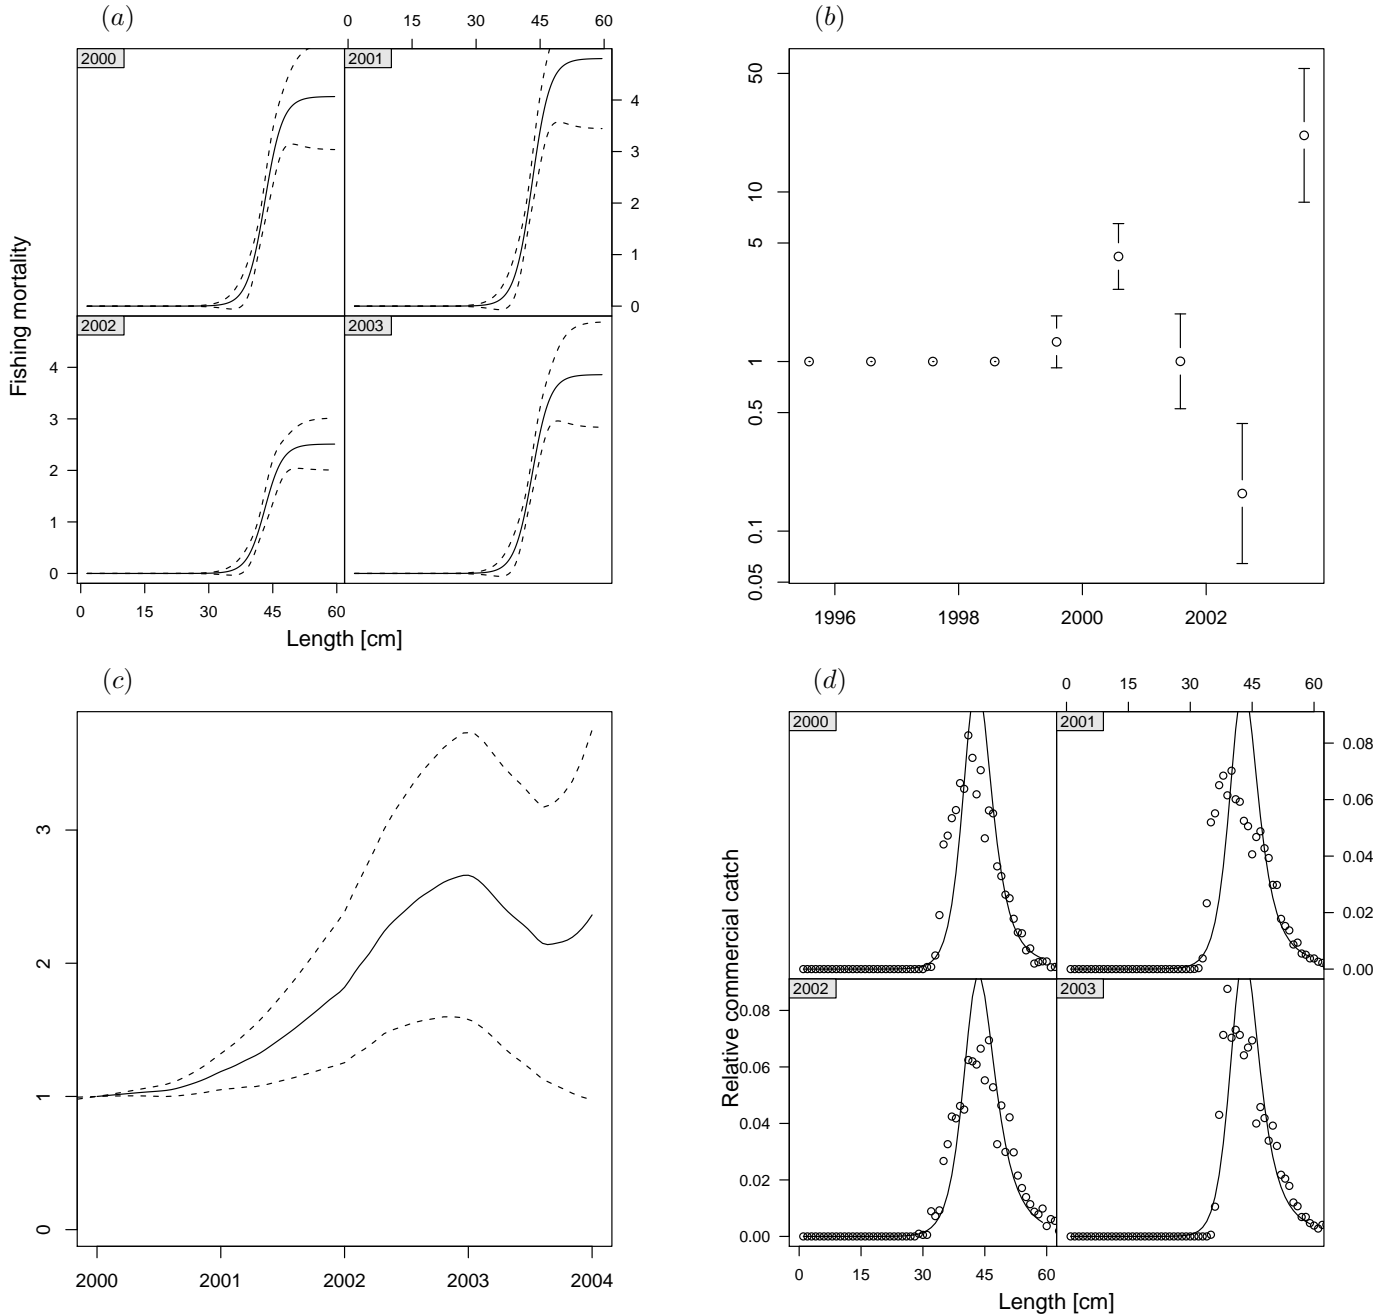 (a)
(b)
0 15 30 45 60
2000
2001
0 1 2 3 4
2002
2003
0 1 2 3 4
0 15 30 45 60
Fishing mortality
Length [cm]
0.05 0.1 0.5 1 5 10 50
1996 1998 2000 2002
(c)
(d)
0 1 2 3
2000 2001 2002 2003 2004
0 15 30 45 60
2000
2001
0.00 0.02 0.04 0.06 0.08
2002
2003
0.00 0.02 0.04 0.06 0.08
0 15 30 45 60
Relative commercial catch
Length [cm]